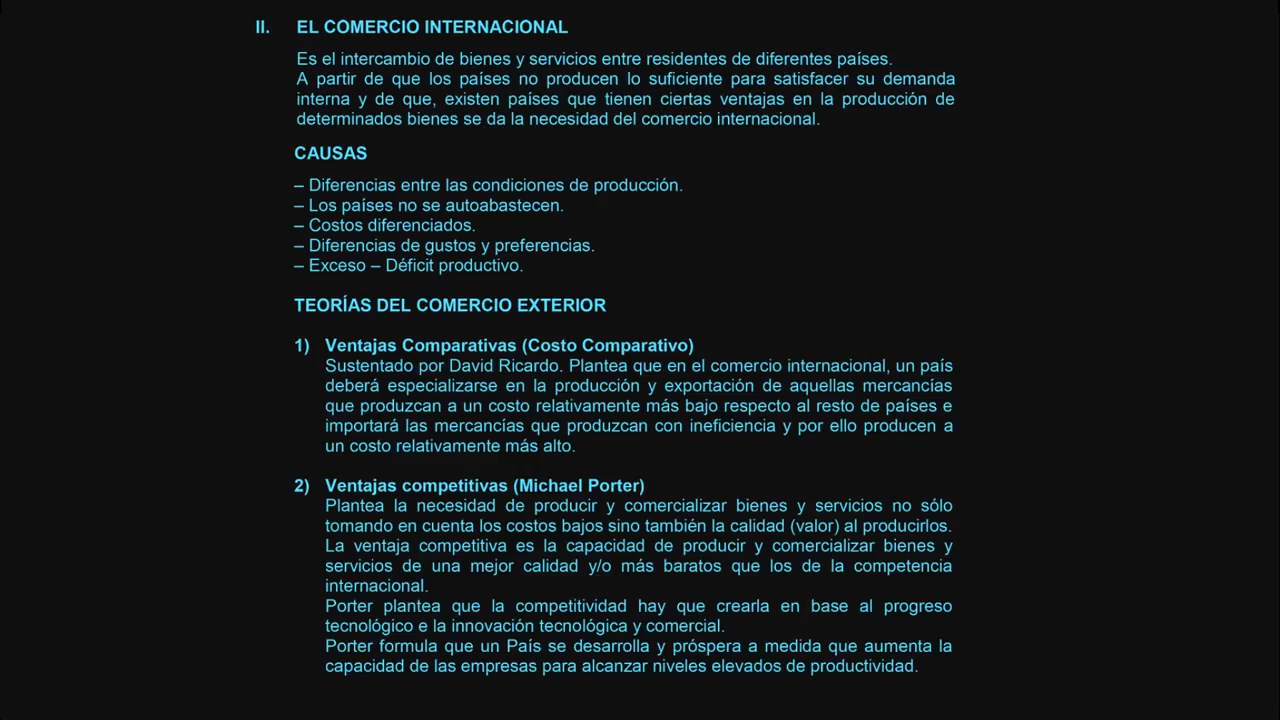 II. EL COMERCIO INTERNACIONAL
Es el intercambio de bienes y servicios entre residentes de diferentes países.
A partir de que los países no producen lo suficiente para satisfacer su demanda
interna y de que, existen países que tienen ciertas ventajas en la producción de
determinados bienes se da la necesidad del comercio internacional.
CAUSAS
– Diferencias entre las condiciones de producción.
– Los países no se autoabastecen.
– Costos diferenciados.
– Diferencias de gustos y preferencias.
– Exceso – Déficit productivo.
TEORÍAS DEL COMERCIO EXTERIOR
1) Ventajas Comparativas (Costo Comparativo)
Sustentado por David Ricardo. Plantea que en el comercio internacional, un país
deberá especializarse en la producción y exportación de aquellas mercancías
que produzcan a un costo relativamente más bajo respecto al resto de países e
importará las mercancías que produzcan con ineficiencia y por ello producen a
un costo relativamente más alto.
2) Ventajas competitivas (Michael Porter)
Plantea la necesidad de producir y comercializar bienes y servicios no sólo
tomando en cuenta los costos bajos sino también la calidad (valor) al producirlos.
La ventaja competitiva es la capacidad de producir y comercializar bienes y
servicios de una mejor calidad y/o más baratos que los de la competencia
internacional.
Porter plantea que la competitividad hay que crearla en base al progreso
tecnológico e la innovación tecnológica y comercial.
Porter formula que un País se desarrolla y próspera a medida que aumenta la
capacidad de las empresas para alcanzar niveles elevados de productividad.